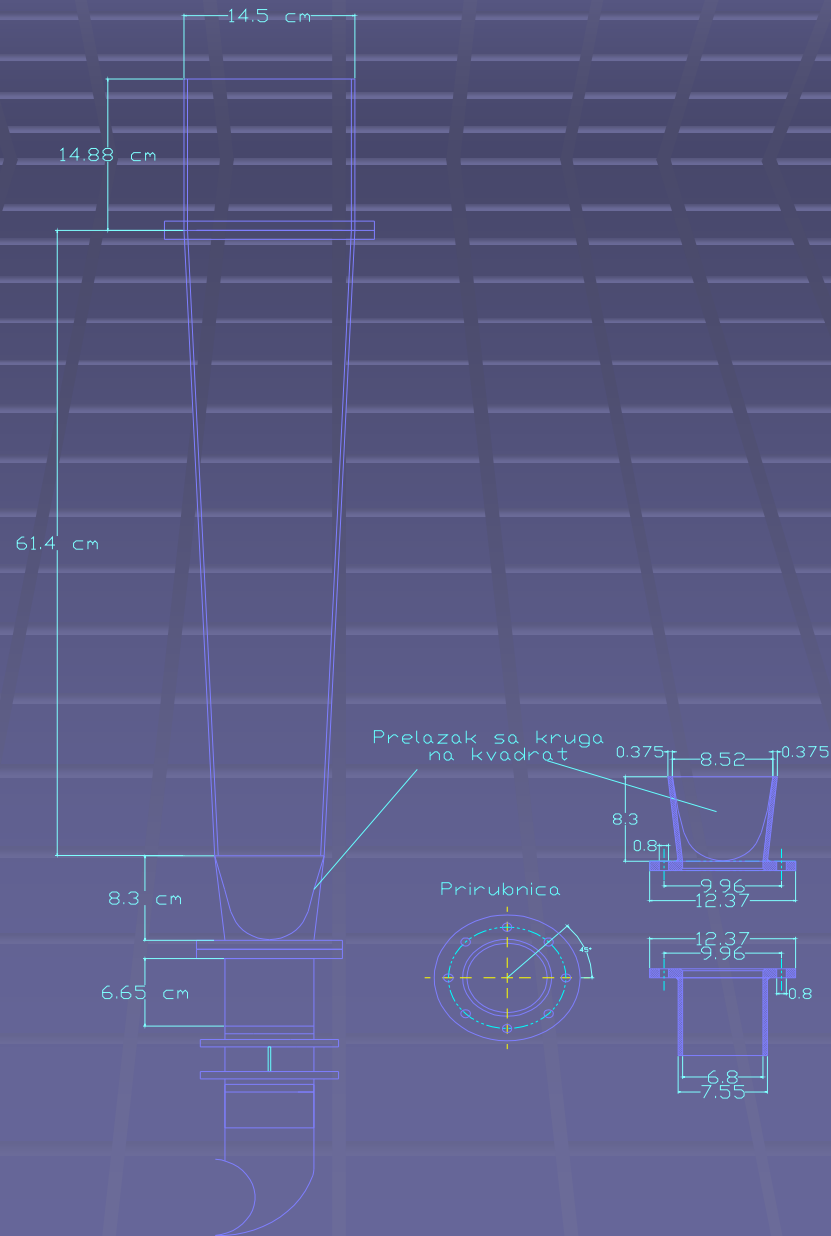 14.5 cm
14.88 cm
61.4 cm
Prelazak sa kruga
na kvadrat
0.375
8.52
0.375
8.3
0.8
9.96
12.37
8.3 cm
Prirubnica
45°
12.37
9.96
0.8
6.65 cm
6.8
7.55